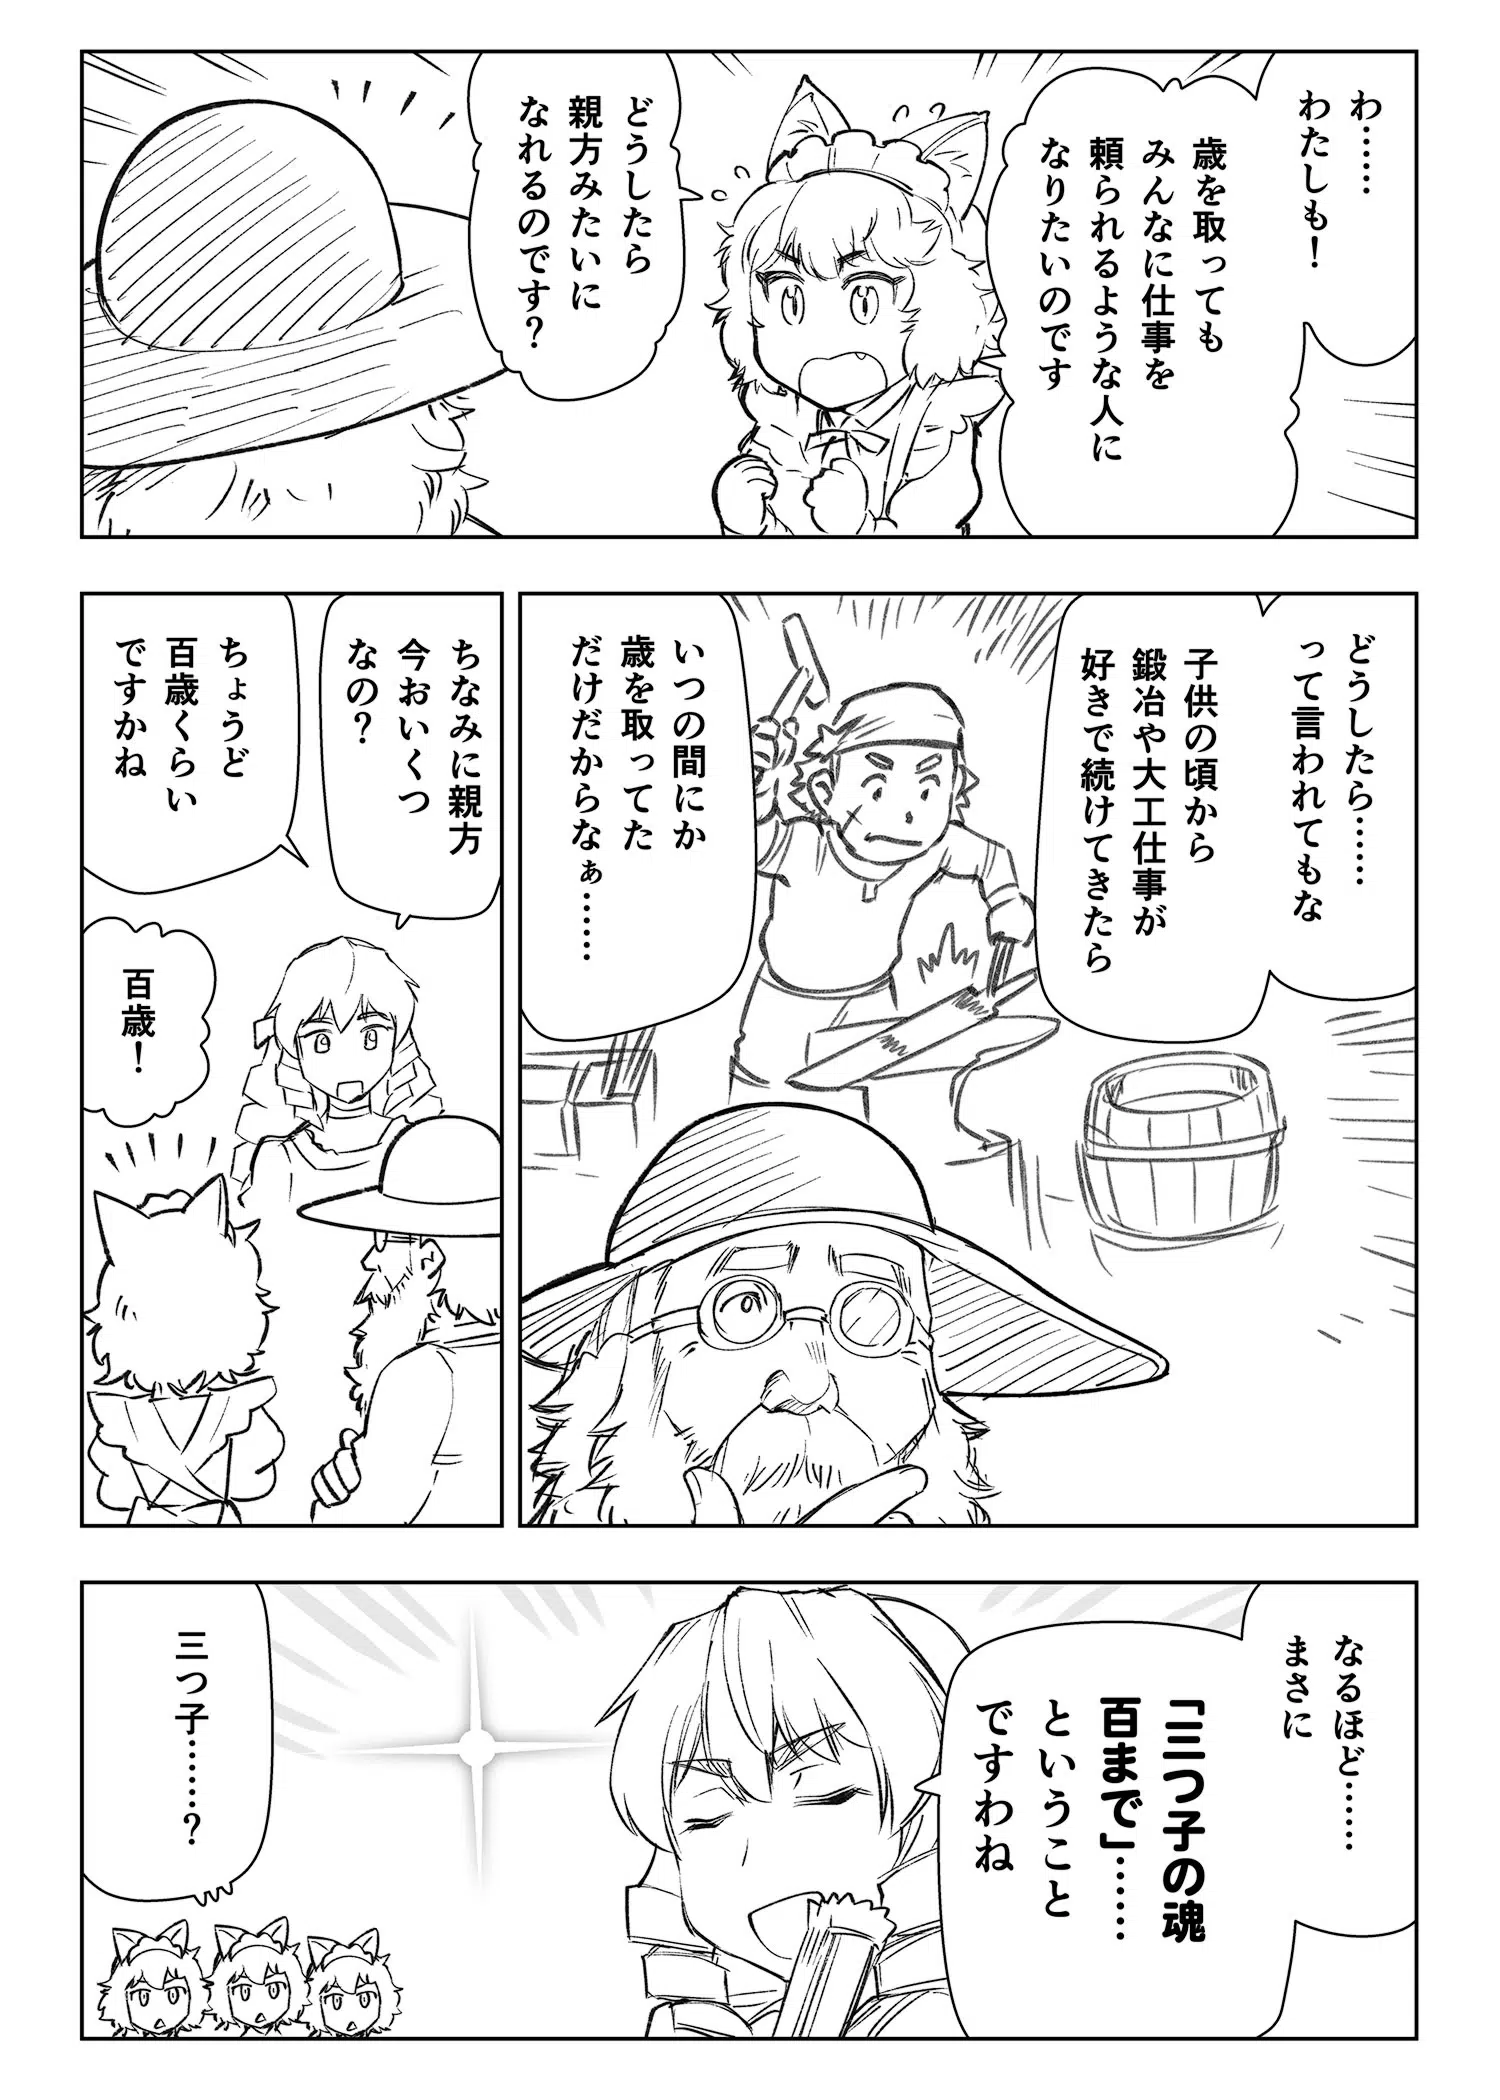 わ……
わたしも！
歳を取っても
みんなに仕事を
頼られるような人に
なりたいのです
どうしたら
親方みたいに
なれるのです？
どうしたら……
って言われてもな
子供の頃から
鍛冶や大工仕事が
好きで続けてきたら
いつの間にか
歳を取ってた
だけだからなぁ……
ちなみに親方
今おいくつ
なの？
ちょうど
百歳くらい
ですかね
百歳！
なるほど……
まさに
「三つ子の魂
百まで」……
ということ
ですわね
三つ子……？